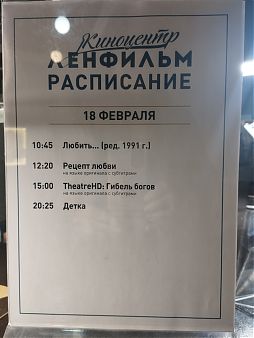 Киноцентр
ЛЕНФИЛЬМ
РАСПИСАНИЕ
18 ФЕВРАЛЯ
10:45 Любить... (ред. 1991 г.)
12:20 Рецепт любви
на языке оригинала с субтитрами
15:00 TheatreHD: Гибель богов
на языке оригинала с субтитрами
20:25 Детка